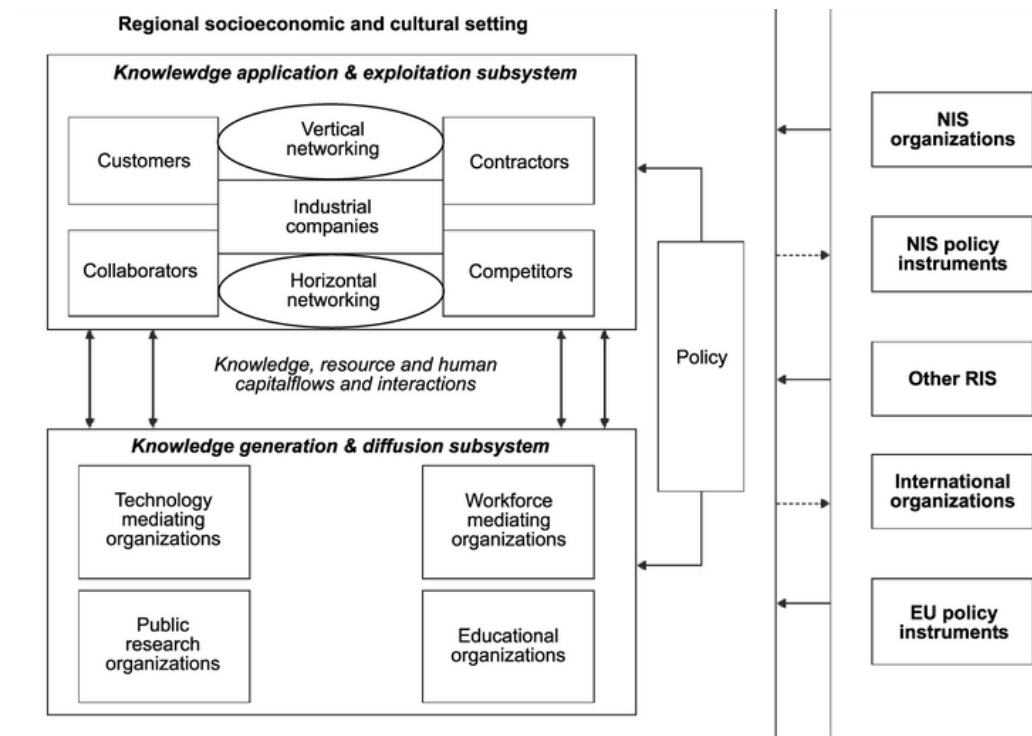 Regional socioeconomic and cultural setting
Knowlewdge application & exploitation subsystem
Customers
Vertical
networking
Contractors
Industrial
companies
Collaborators
Horizontal
networking
Competitors
Knowledge, resource and human
capitalflows and interactions
Policy
Knowledge generation & diffusion subsystem
Technology
mediating
organizations
Workforce
mediating
organizations
Public
research
organizations
Educational
organizations
NIS
organizations
NIS policy
instruments
Other RIS
International
organizations
EU policy
instruments